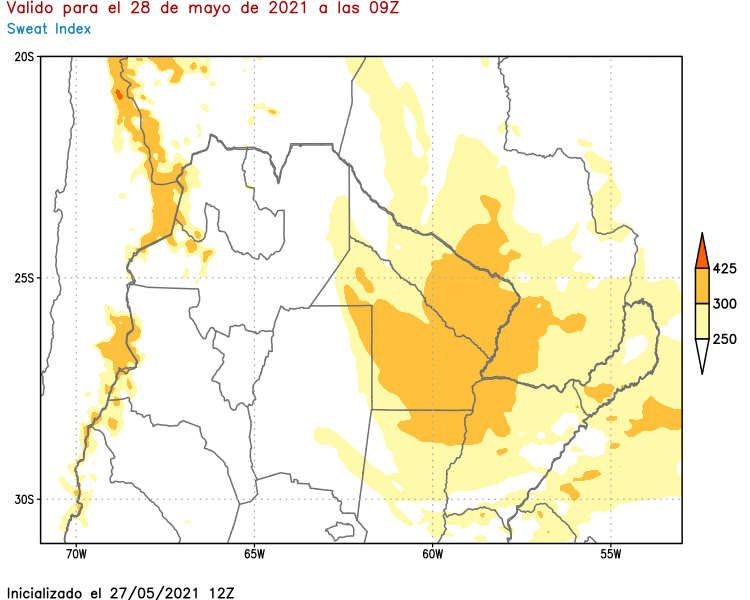 Valido para el 28 de mayo de 2021 a las 09Z
Sweat Index
20S
25S
30S
70W
65W
60W
55W
425
300
250
Inicializado el 27/05/2021 12Z